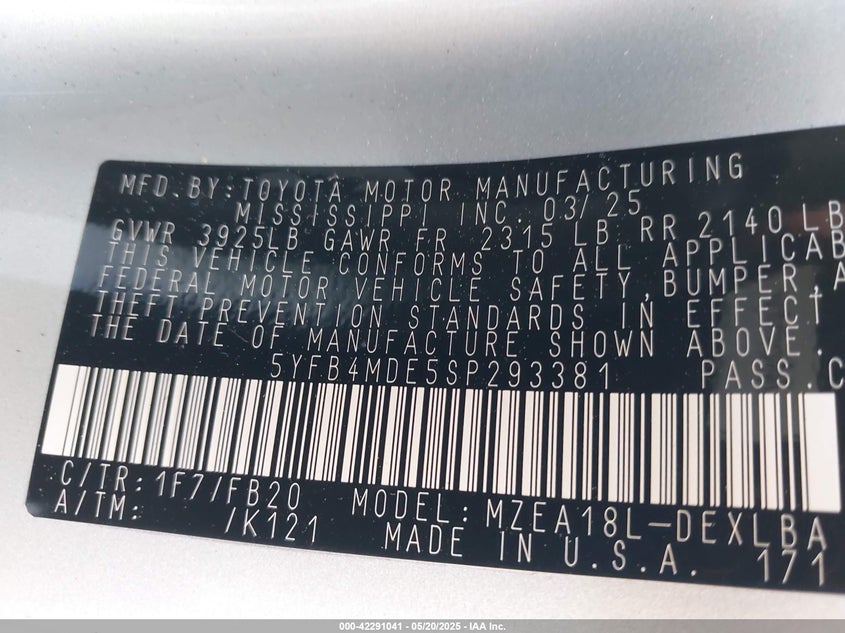 MFD. BY: TOYOTA MOTOR MANUFACTURING
MISSISSIPPI INC. 03/25
GVWR 3925LB GAWR FR 2315 LB RR 2140 LB
THIS VEHICLE CONFORMS TO ALL APPLICAB
FEDERAL MOTOR VEHICLE SAFETY, BUMPER, A
THEFT PREVENTION STANDARDS IN EFFECT
THE DATE OF MANUFACTURE SHOWN ABOVE.
5YFB4MDE5SP293381 PASS.C
C/TR: 1F7/FB20 MODEL: MZEA18L-DEXLBA
A/TM: /K121 MADE IN U.S.A. 171
000-42291041 - 05/20/2025 - IAA Inc.